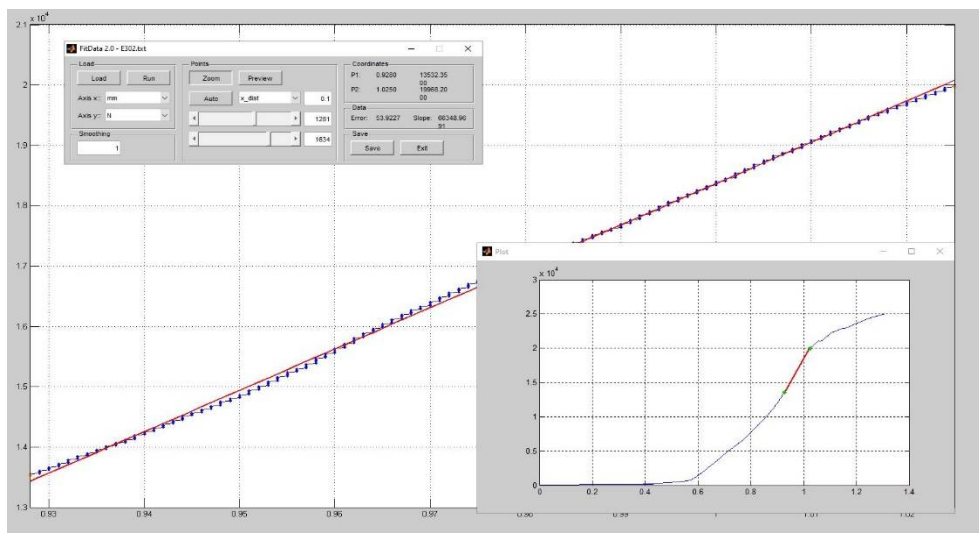 x 10⁴
2.1
2
1.9
1.8
1.7
1.6
1.5
1.4
1.3
0.93
0.94
0.95
0.96
0.97
0.98
0.99
1
1.01
1.02
FitData 2.0 - E302.txt
Load
Load Run
Axis x: mm
Axis y: N
Smoothing
1
Points
Zoom Preview
Auto x_dist 0.1
1281
1634
Coordinates
P1: 0.9280 13532.35
00
P2: 1.0250 19968.20
00
Data
Error: 53.9227 Slope: 68348.96
91
Save
Save Exit
Plot
x 10⁴
3
2.5
2
1.5
1
0.5
0
0 0.2 0.4 0.6 0.8 1 1.2 1.4